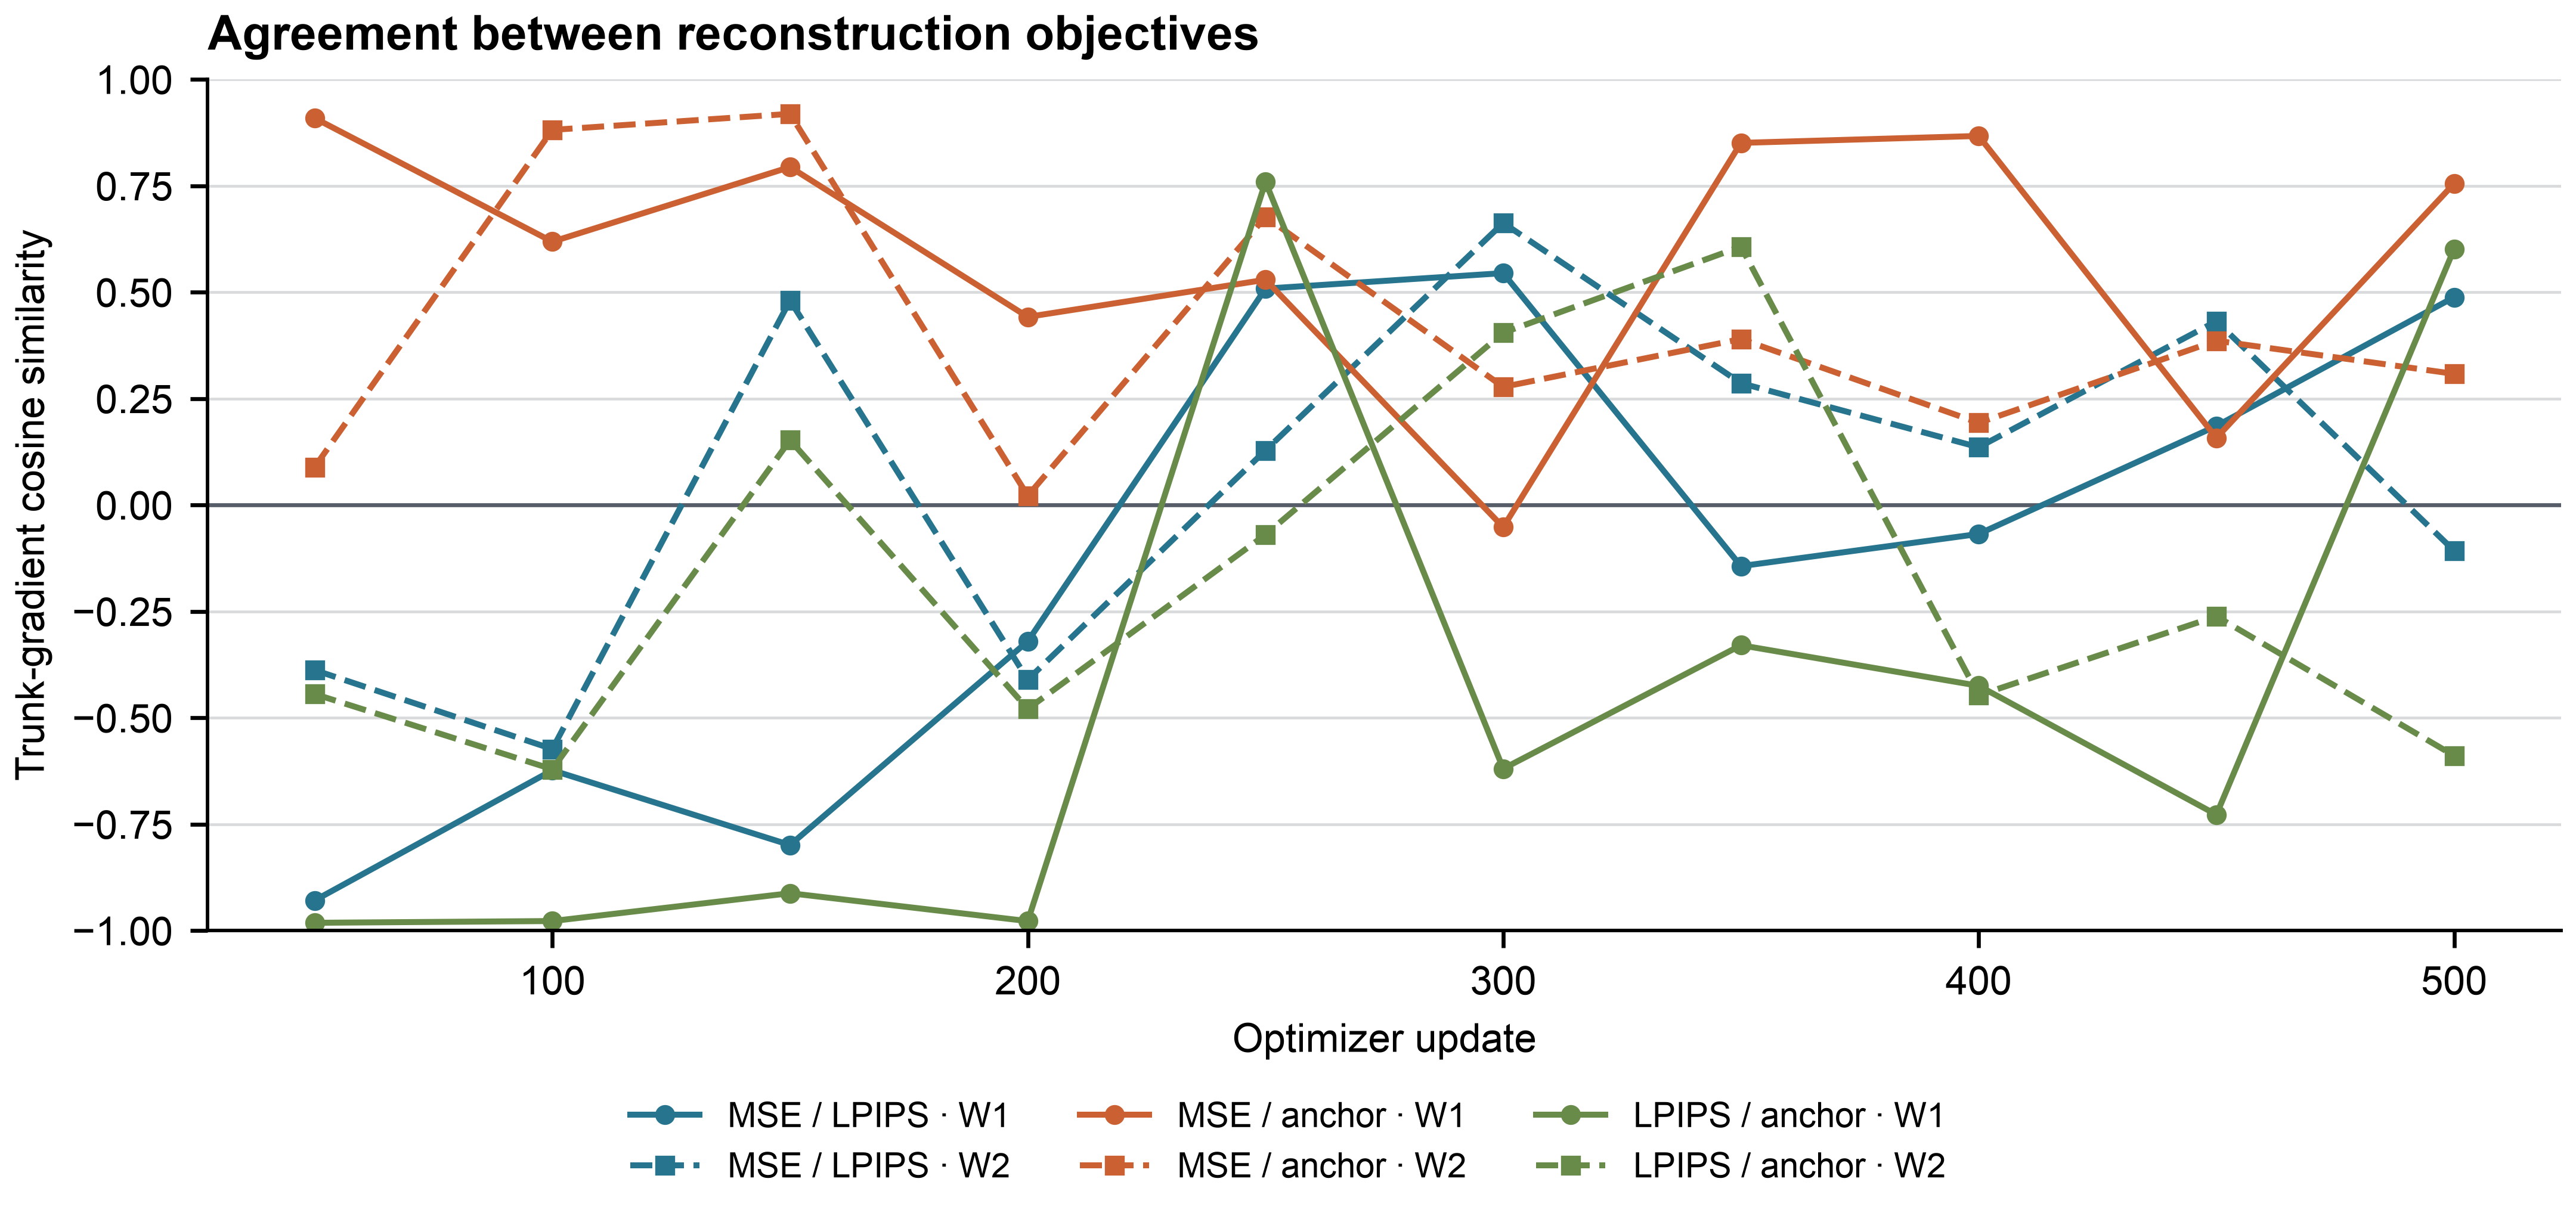 Agreement between reconstruction objectives
Trunk-gradient cosine similarity
1.00
0.75
0.50
0.25
0.00
−0.25
−0.50
−0.75
−1.00
100 200 300 400 500
Optimizer update
MSE / LPIPS · W1 MSE / anchor · W1 LPIPS / anchor · W1
MSE / LPIPS · W2 MSE / anchor · W2 LPIPS / anchor · W2